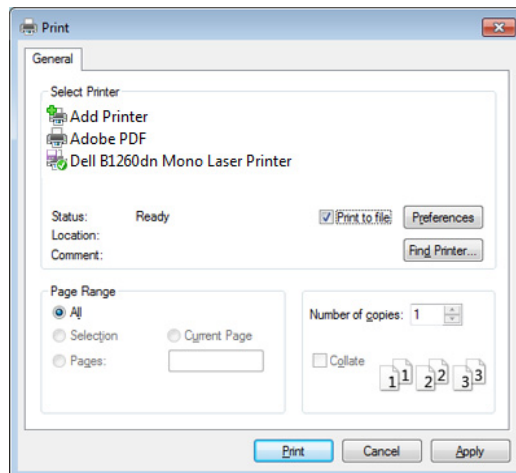 Print
General
Select Printer
Add Printer
Adobe PDF
Dell B1260dn Mono Laser Printer
Status: Ready
Print to file
Preferences
Location:
Comment:
Find Printer...
Page Range
All
Selection
Current Page
Pages:
Number of copies: 1
Collate
1 1 2 2 3 3
Print Cancel Apply